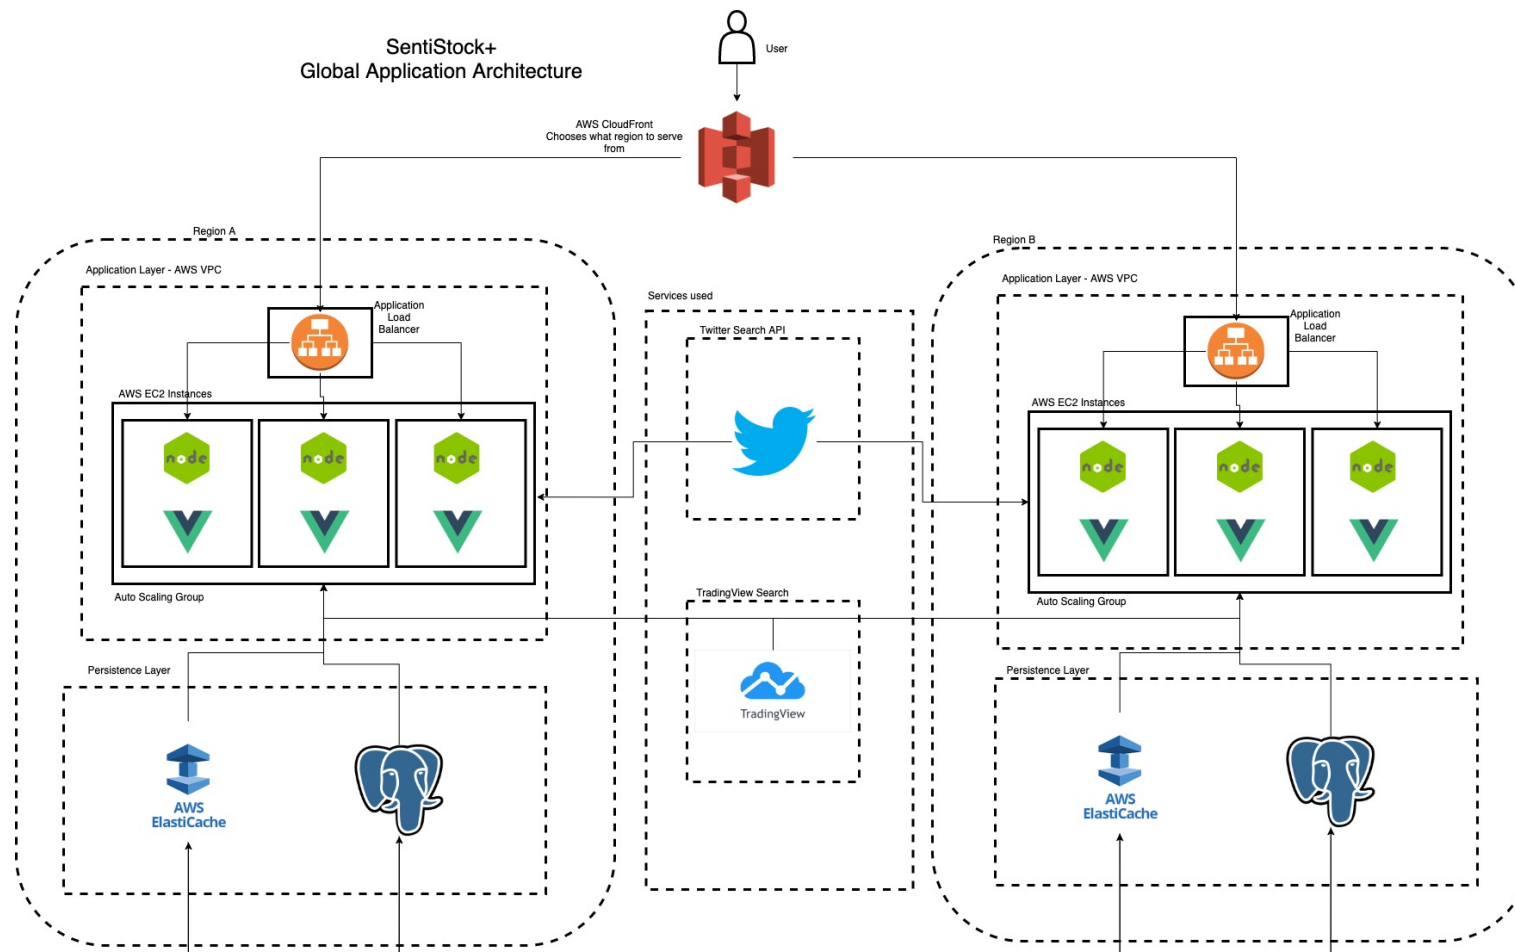 SentiStock+
Global Application Architecture
User
AWS CloudFront
Chooses what region to serve
from
Region A
Application Layer - AWS VPC
Application
Load
Balancer
AWS EC2 Instances
node
node
node
Auto Scaling Group
Persistence Layer
AWS
ElastiCache
Services used
Twitter Search API
TradingView Search
TradingView
Region B
Application Layer - AWS VPC
Application
Load
Balancer
AWS EC2 Instances
node
node
node
Auto Scaling Group
Persistence Layer
AWS
ElastiCache